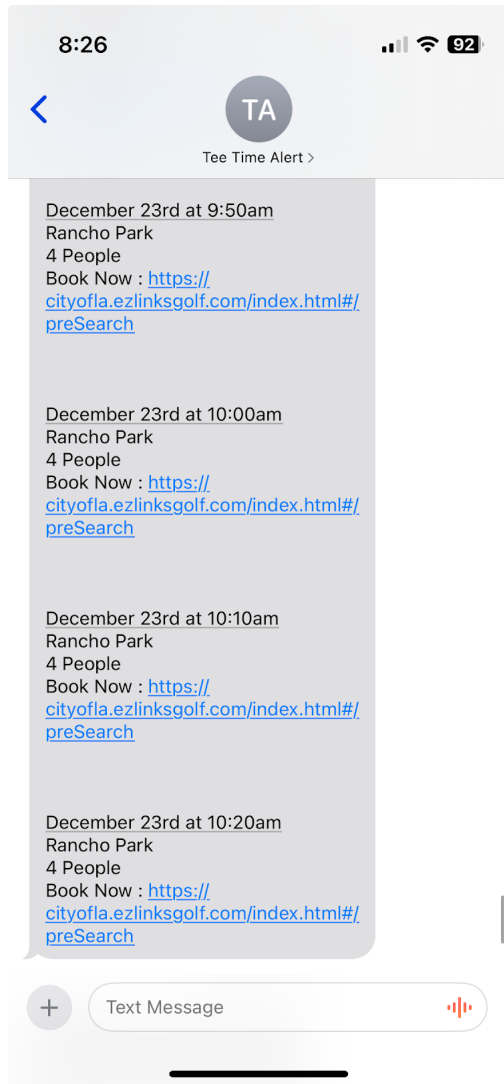 8:26
92
TA
Tee Time Alert >
December 23rd at 9:50am
Rancho Park
4 People
Book Now : https://
cityofla.ezlinksgolf.com/index.html#/
preSearch
December 23rd at 10:00am
Rancho Park
4 People
Book Now : https://
cityofla.ezlinksgolf.com/index.html#/
preSearch
December 23rd at 10:10am
Rancho Park
4 People
Book Now : https://
cityofla.ezlinksgolf.com/index.html#/
preSearch
December 23rd at 10:20am
Rancho Park
4 People
Book Now : https://
cityofla.ezlinksgolf.com/index.html#/
preSearch
Text Message